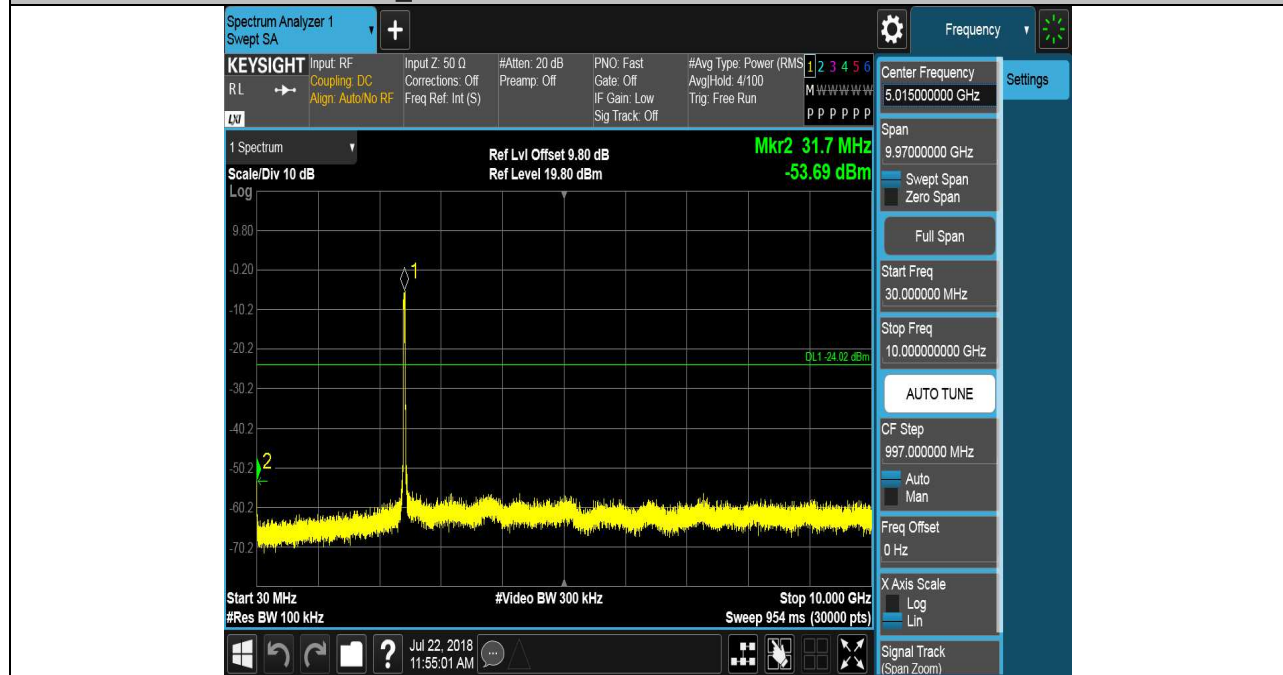 Spectrum Analyzer 1
Swept SA
+
Frequency
KEYSIGHT
RL
LXI
Input: RF
Coupling: DC
Align: Auto/No RF
Input Z: 50 Ω
Corrections: Off
Freq Ref: Int (S)
#Atten: 20 dB
Preamp: Off
PNO: Fast
Gate: Off
IF Gain: Low
Sig Track: Off
#Avg Type: Power (RMS
Avg|Hold: 4/100
Trig: Free Run
1 2 3 4 5 6
M W W W W W
P P P P P P
Center Frequency
5.015000000 GHz
Settings
1 Spectrum
Scale/Div 10 dB
Log
Ref Lvl Offset 9.80 dB
Ref Level 19.80 dBm
Mkr2 31.7 MHz
-53.69 dBm
Span
9.97000000 GHz
Swept Span
Zero Span
Full Span
Start Freq
30.000000 MHz
Stop Freq
10.000000000 GHz
AUTO TUNE
CF Step
997.000000 MHz
Auto
Man
Freq Offset
0 Hz
X Axis Scale
Log
Lin
Signal Track
(Span Zoom)
9.80
-0.20
-10.2
-20.2
-30.2
-40.2
-50.2
-60.2
-70.2
1
2
DL1 -24.02 dBm
Start 30 MHz
#Res BW 100 kHz
#Video BW 300 kHz
Stop 10.000 GHz
Sweep 954 ms (30000 pts)
?
Jul 22, 2018
11:55:01 AM